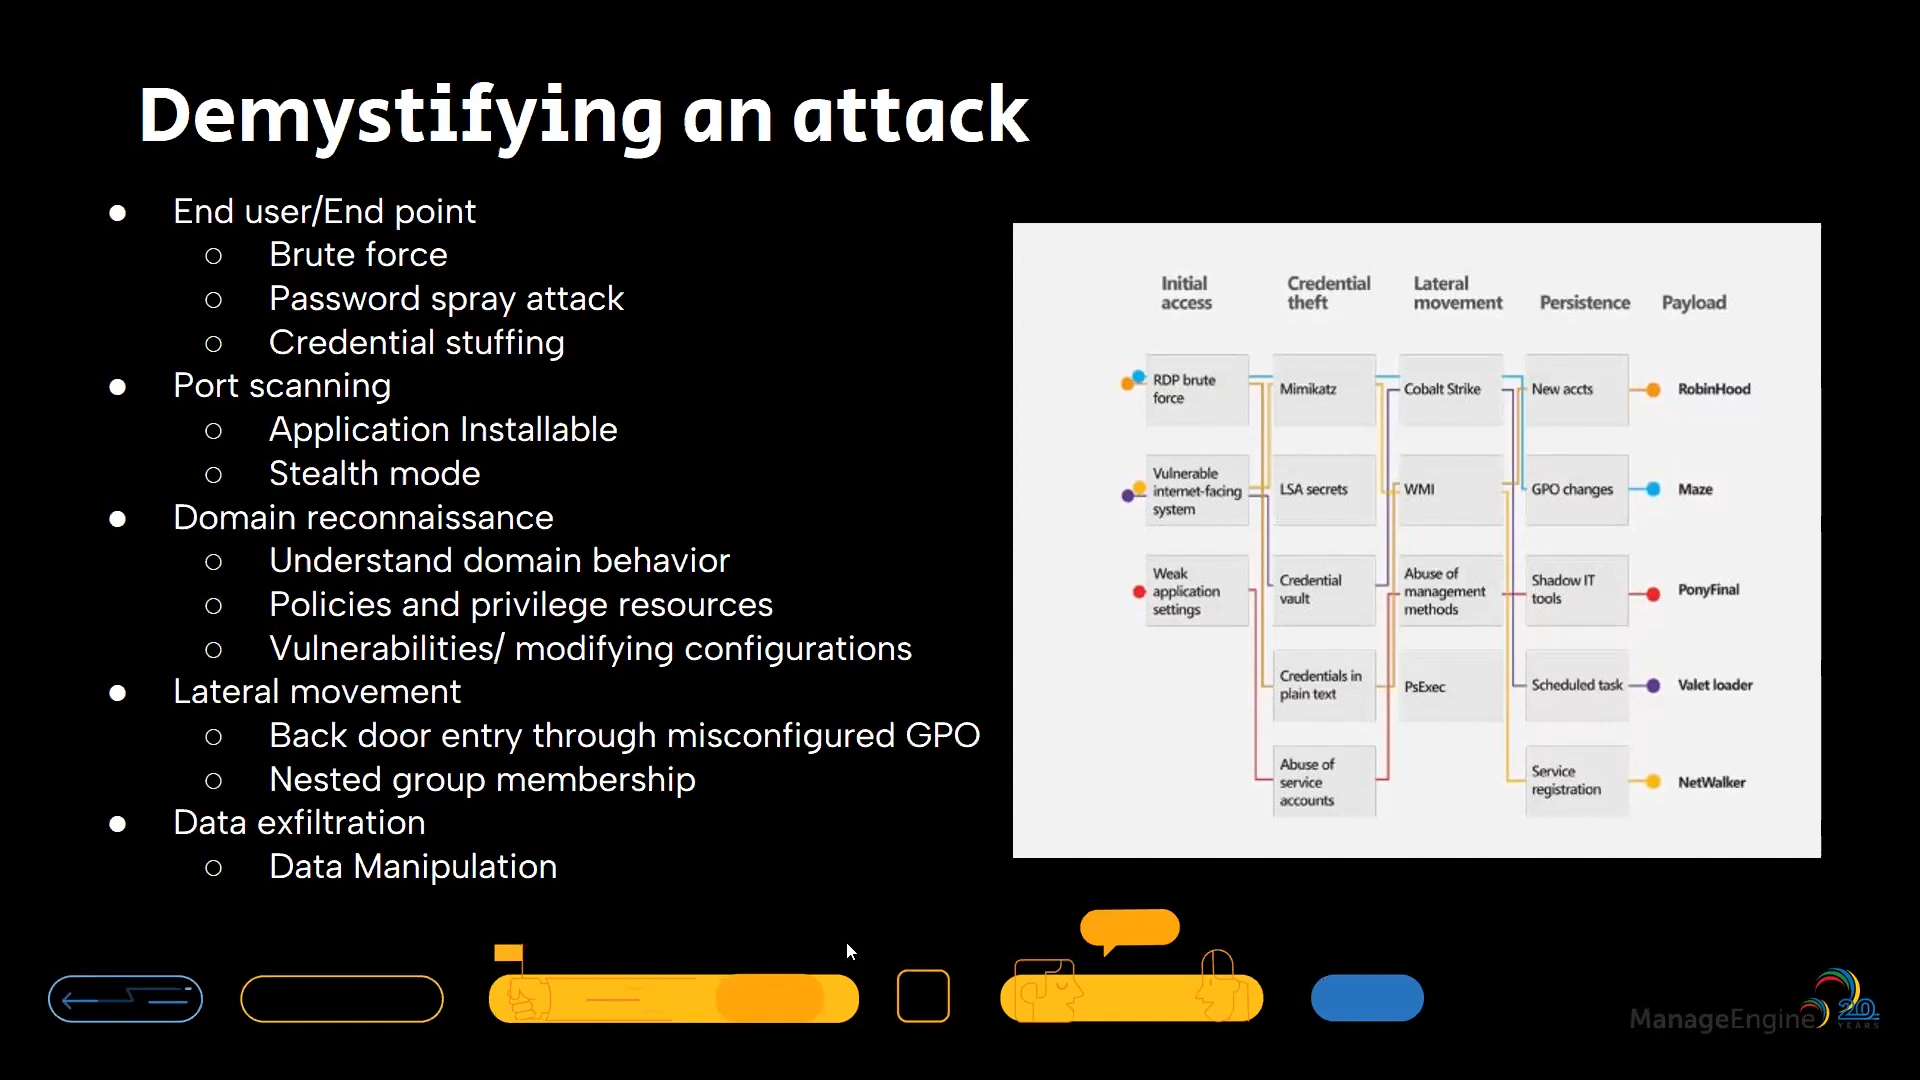 Demystifying an attack
● End user/End point
○ Brute force
○ Password spray attack
○ Credential stuffing
● Port scanning
○ Application Installable
○ Stealth mode
● Domain reconnaissance
○ Understand domain behavior
○ Policies and privilege resources
○ Vulnerabilities/ modifying configurations
● Lateral movement
○ Back door entry through misconfigured GPO
○ Nested group membership
● Data exfiltration
○ Data Manipulation
Initial
access
Credential
theft
Lateral
movement
Persistence
Payload
RDP brute
force
Mimikatz
Cobalt Strike
New accts
RobinHood
Vulnerable
internet-facing
system
LSA secrets
WMI
GPO changes
Maze
Weak
application
settings
Credential
vault
Abuse of
management
methods
Shadow IT
tools
PonyFinal
Credentials in
plain text
PsExec
Scheduled task
Valet loader
Abuse of
service
accounts
Service
registration
NetWalker
ManageEngine
20
YEARS